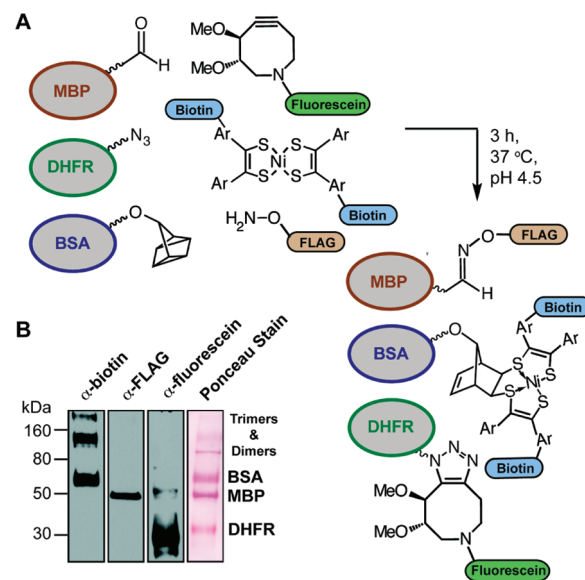 A
MBP
O
H
DHFR
N3
BSA
O
MeO
MeO
N
Fluorescein
Biotin
Ar
Ar
S
S
Ni
S
S
Ar
Ar
Biotin
H2N
O
FLAG
3 h,
37 °C,
pH 4.5
MBP
N
O
FLAG
H
BSA
O
Biotin
Ar
Ar
S
S
Ni
S
S
Ar
Ar
Biotin
DHFR
N
N
N
MeO
MeO
N
Fluorescein
B
α-biotin
α-FLAG
α-fluorescein
Ponceau Stain
kDa
160
80
50
30
Trimers
&
Dimers
BSA
MBP
DHFR